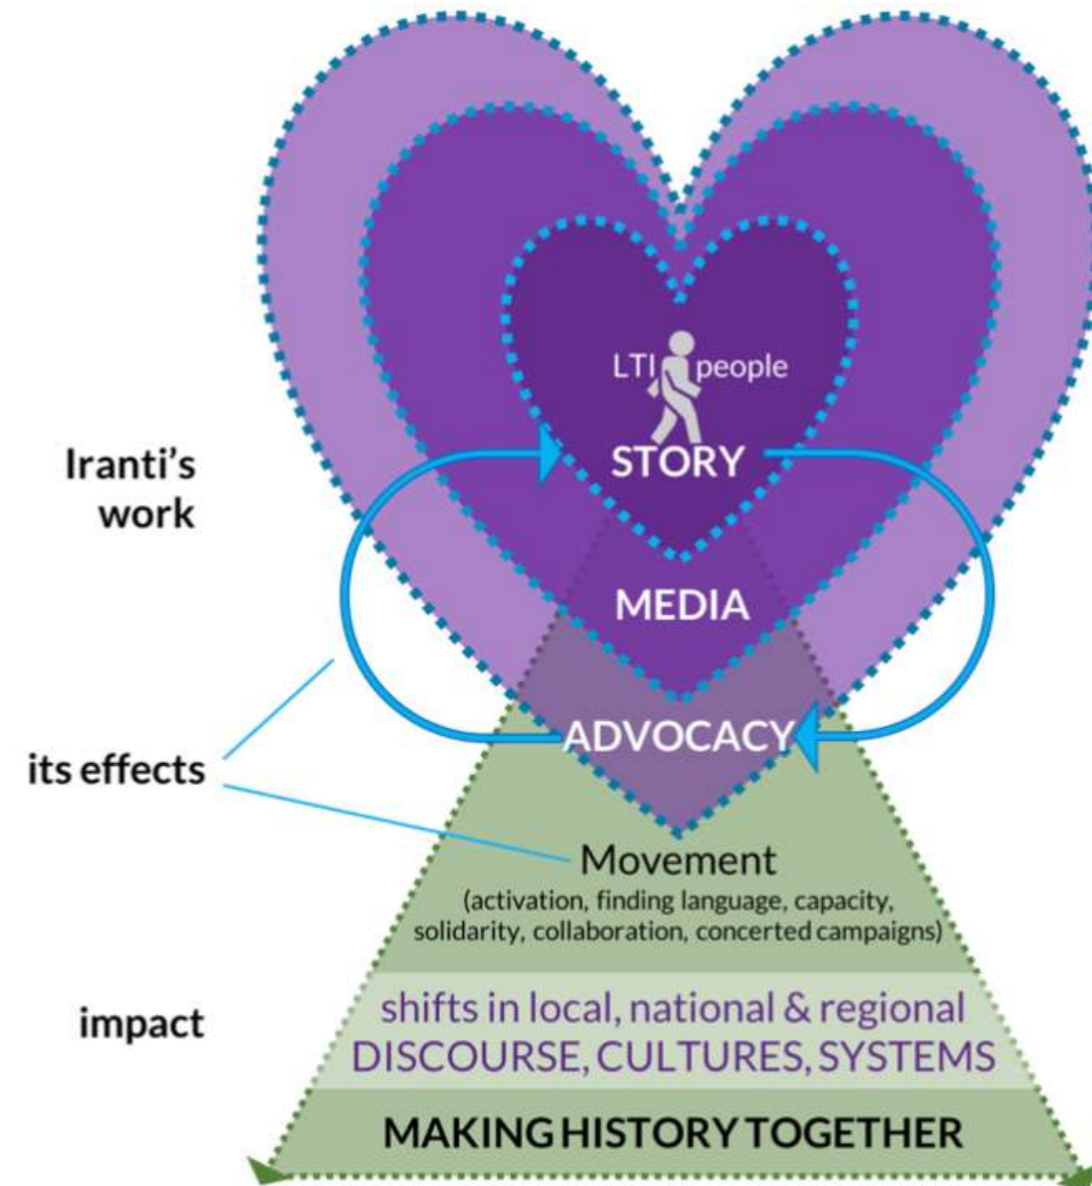 LTI people
STORY
Iranti's
work
MEDIA
ADVOCACY
its effects
Movement
(activation, finding language, capacity,
solidarity, collaboration, concerted campaigns)
impact
shifts in local, national & regional
DISCOURSE, CULTURES, SYSTEMS
MAKING HISTORY TOGETHER